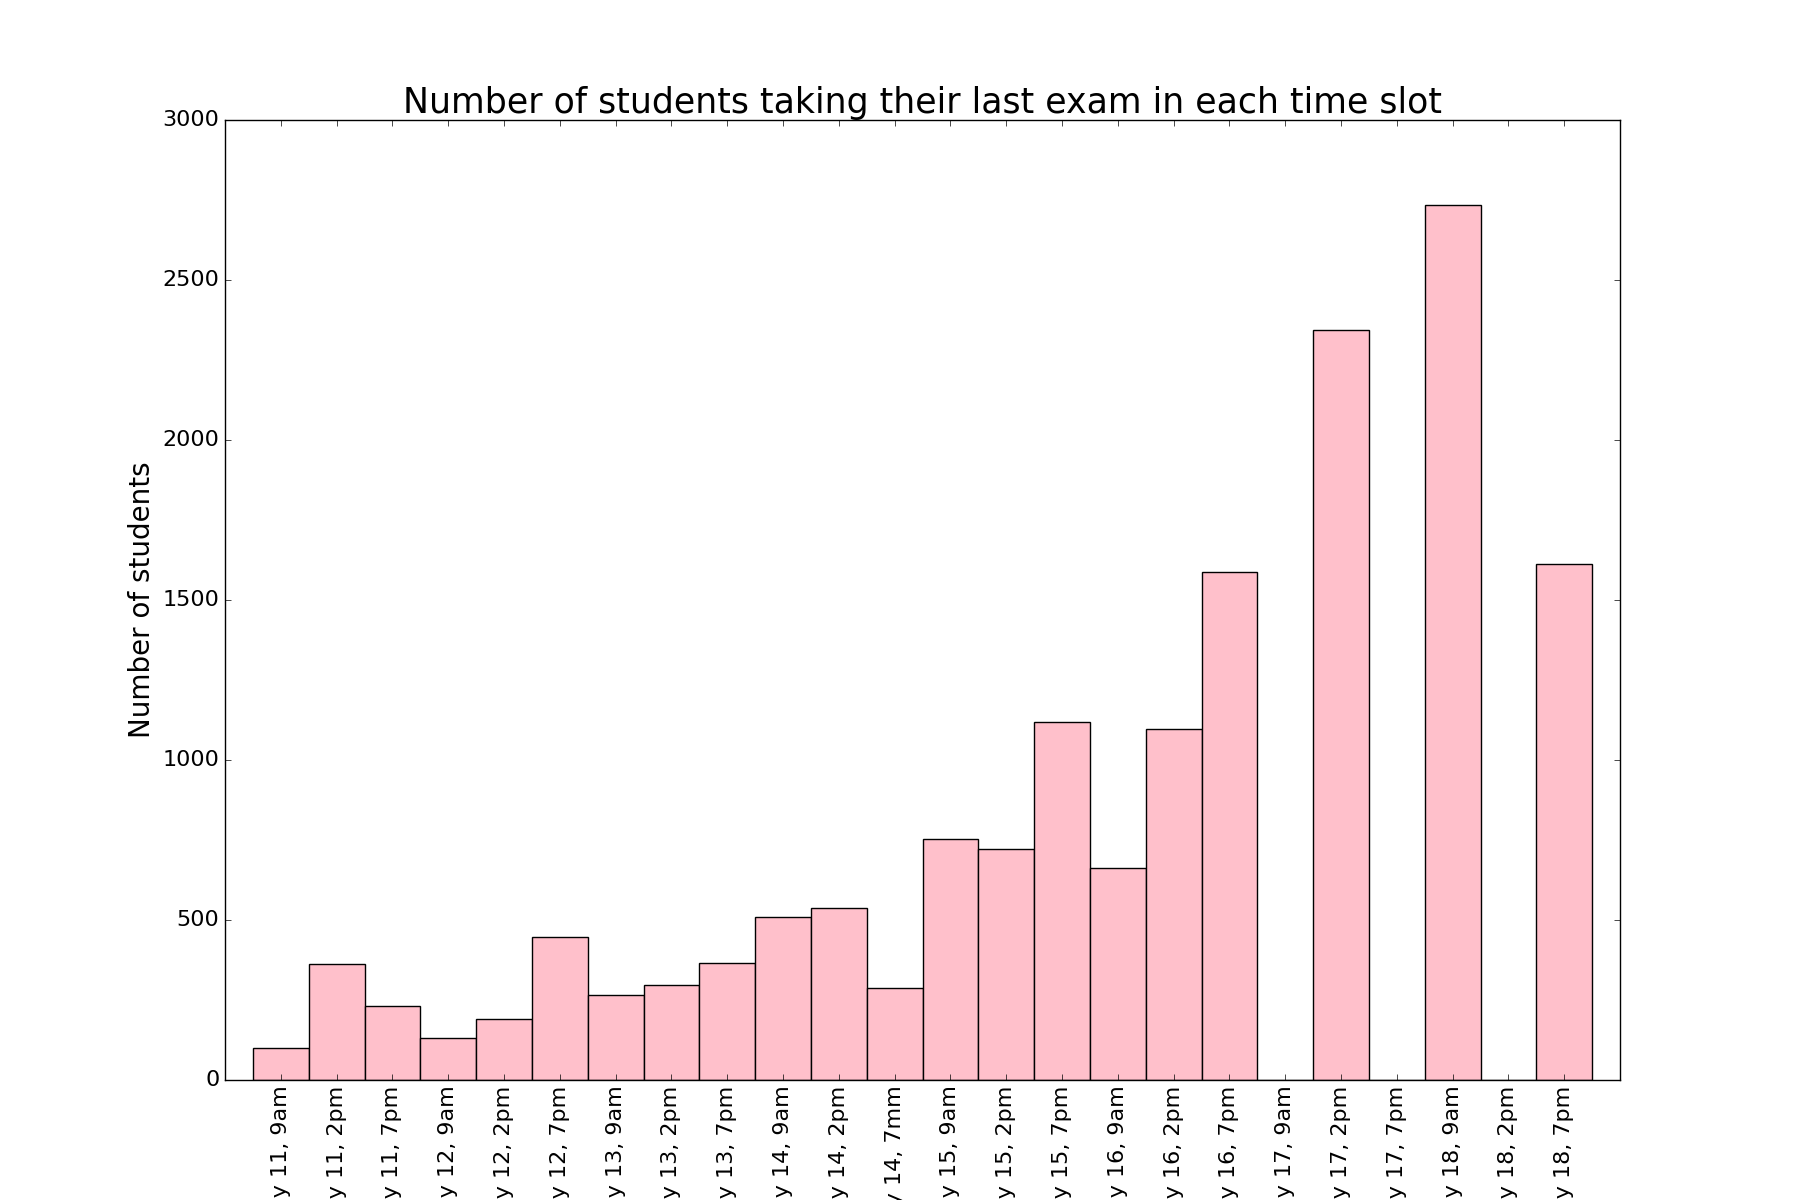 Number of students taking their last exam in each time slot
3000
2500
2000
1500
1000
500
0
Number of students
y 11, 9am
y 11, 2pm
y 11, 7pm
y 12, 9am
y 12, 2pm
y 12, 7pm
y 13, 9am
y 13, 2pm
y 13, 7pm
y 14, 9am
y 14, 2pm
y 14, 7mm
y 15, 9am
y 15, 2pm
y 15, 7pm
y 16, 9am
y 16, 2pm
y 16, 7pm
y 17, 9am
y 17, 2pm
y 17, 7pm
y 18, 9am
y 18, 2pm
y 18, 7pm